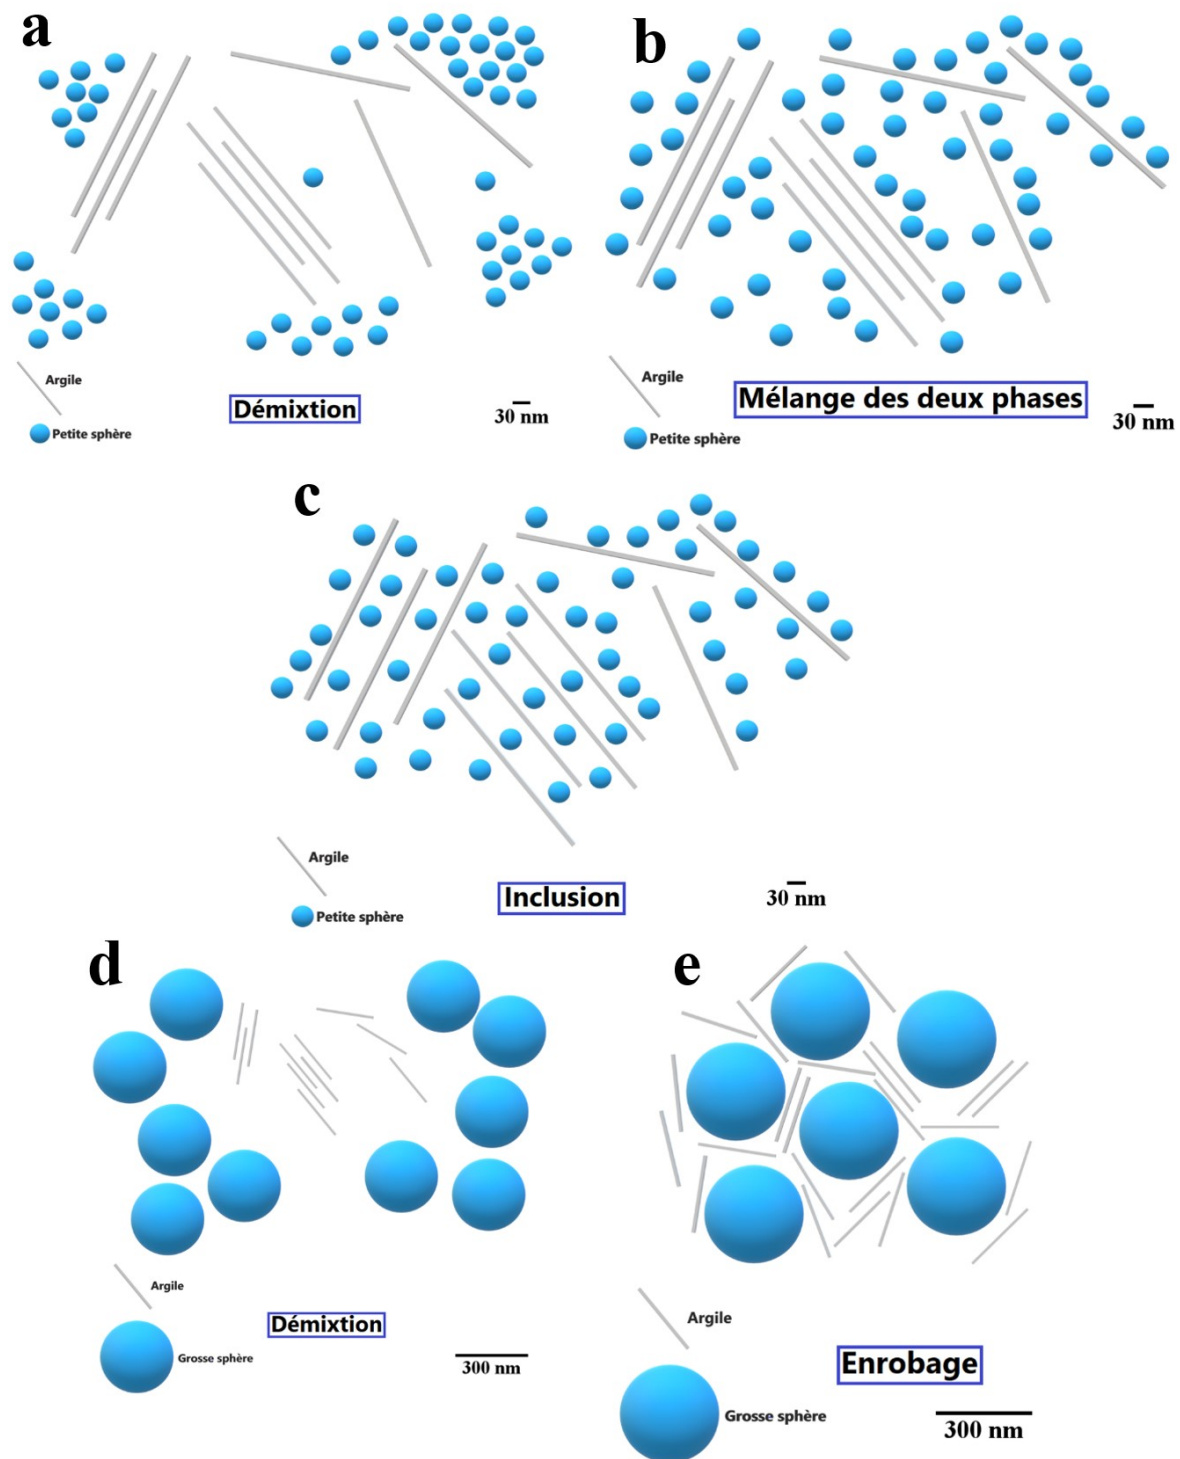 a
Argile
Démixtion
30 nm
Petite sphère
b
Argile
Mélange des deux phases
30 nm
Petite sphère
c
Argile
Inclusion
30 nm
Petite sphère
d
Argile
Démixtion
300 nm
Grosse sphère
e
Argile
Enrobage
Grosse sphère
300 nm